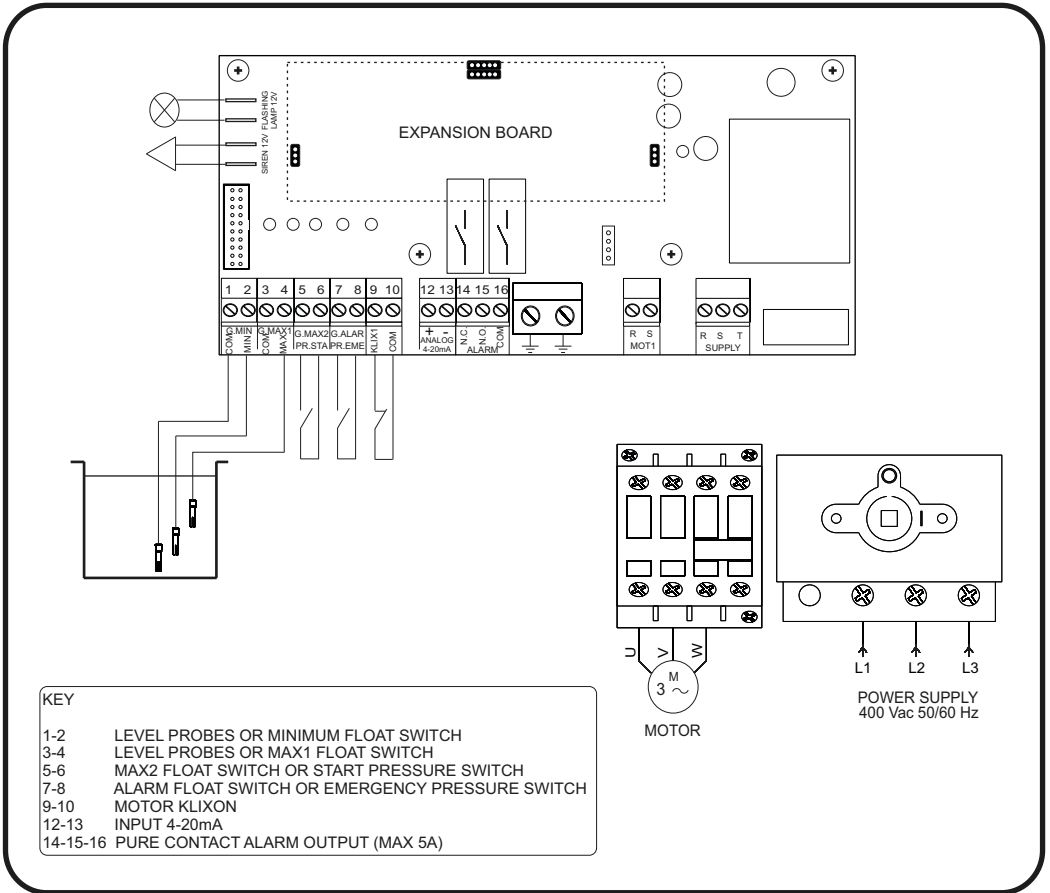 FLASHING
LAMP 12V
SIREN 12V
EXPANSION BOARD
1 2 3 4 5 6 7 8 9 10
12 13 14 15 16
G.MIN G.MAX1 G.MAX2 G.ALAR
PR.STA PR.EME
COM MIN COM MAX1 KLIX1 COM
+ -
ANALOG
4-20mA
N.C. N.O. COM
ALARM
R S
MOT1
R S T
SUPPLY
U V W
M
3 ~
MOTOR
L1 L2 L3
POWER SUPPLY
400 Vac 50/60 Hz
KEY
1-2 LEVEL PROBES OR MINIMUM FLOAT SWITCH
3-4 LEVEL PROBES OR MAX1 FLOAT SWITCH
5-6 MAX2 FLOAT SWITCH OR START PRESSURE SWITCH
7-8 ALARM FLOAT SWITCH OR EMERGENCY PRESSURE SWITCH
9-10 MOTOR KLIXON
12-13 INPUT 4-20mA
14-15-16 PURE CONTACT ALARM OUTPUT (MAX 5A)